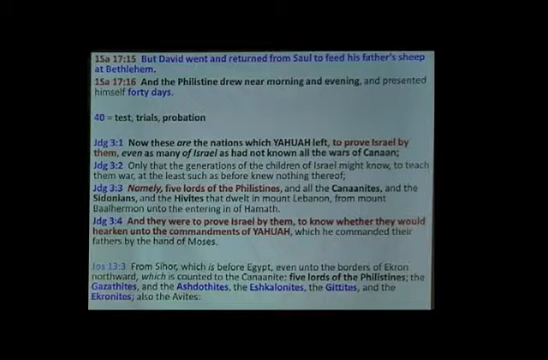 1Sa 17:15 But David went and returned from Saul to feed his father's sheep
at Bethlehem.
1Sa 17:16 And the Philistine drew near morning and evening, and presented
himself forty days.
40 = test, trials, probation
Jdg 3:1 Now these are the nations which YAHUAH left, to prove Israel by
them, even as many of Israel as had not known all the wars of Canaan;
Jdg 3:2 Only that the generations of the children of Israel might know, to teach
them war, at the least such as before knew nothing thereof;
Jdg 3:3 Namely, five lords of the Philistines, and all the Canaanites, and the
Sidonians, and the Hivites that dwelt in mount Lebanon, from mount
Baalhermon unto the entering in of Hamath.
Jdg 3:4 And they were to prove Israel by them, to know whether they would
hearken unto the commandments of YAHUAH, which he commanded their
fathers by the hand of Moses.
Jos 13:3 From Sihor, which is before Egypt, even unto the borders of Ekron
northward, which is counted to the Canaanite: five lords of the Philistines; the
Gazathites, and the Ashdothites, the Eshkalonites, the Gittites, and the
Ekronites; also the Avites: